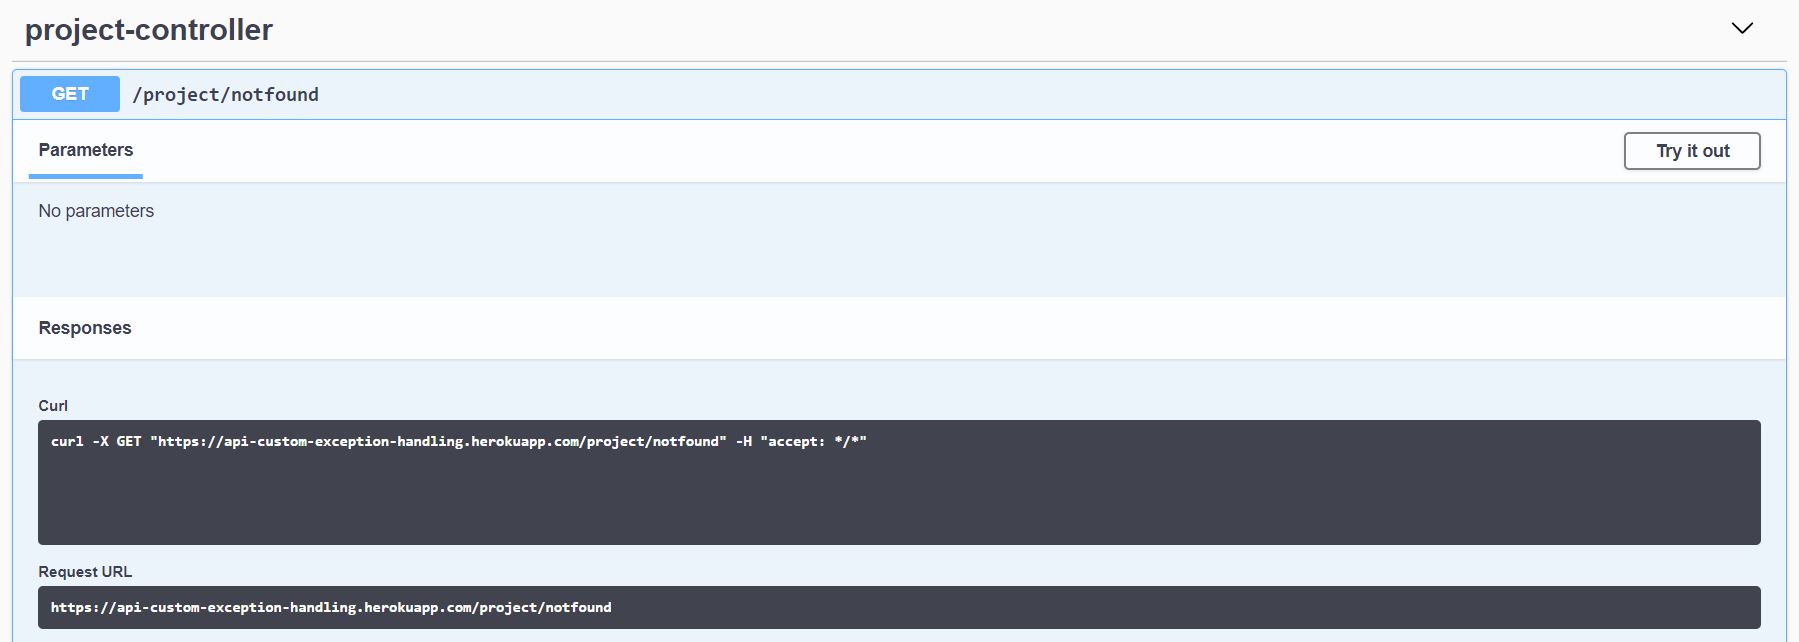 project-controller
GET /project/notfound
Parameters
Try it out
No parameters
Responses
Curl
curl -X GET "https://api-custom-exception-handling.herokuapp.com/project/notfound" -H "accept: */*"
Request URL
https://api-custom-exception-handling.herokuapp.com/project/notfound